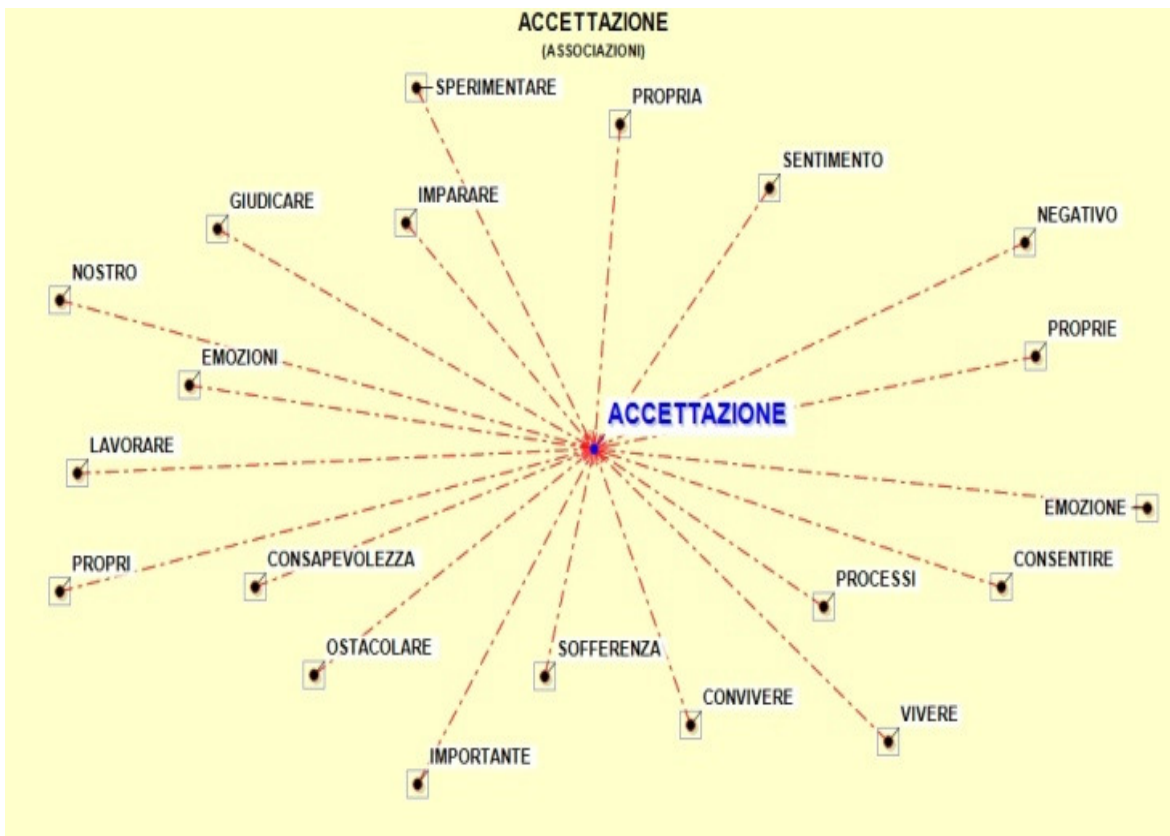 ACCETTAZIONE
(ASSOCIAZIONI)
SPERIMENTARE
PROPRIA
SENTIMENTO
GIUDICARE
IMPARARE
NEGATIVO
NOSTRO
PROPRIE
EMOZIONI
ACCETTAZIONE
LAVORARE
EMOZIONE
PROPRI
CONSAPEVOLEZZA
CONSENTIRE
PROCESSI
OSTACOLARE
SOFFERENZA
CONVIVERE
VIVERE
IMPORTANTE